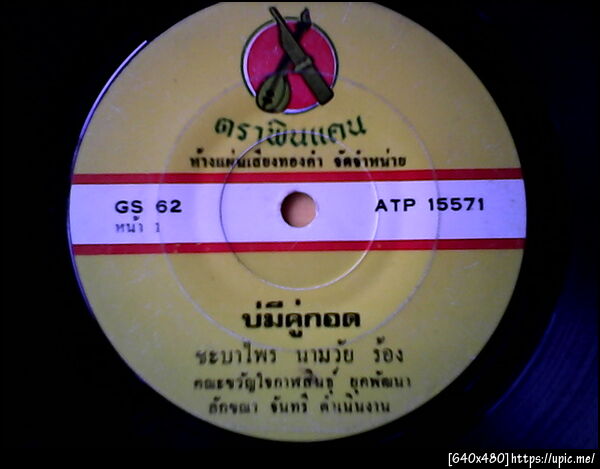 ตราพิณแคน
ห้างแผ่นเสียงทองคำ จัดจำหน่าย
GS 62
ATP 15571
หน้า 1
บ่มีคู่กอด
ชะบาไพร นามวัย ร้อง
คณะขวัญใจกาฬสินธุ์ ยุคพัฒนา
ลักขณา จันทรี ดำเนินงาน
[640x480]https://upic.me/